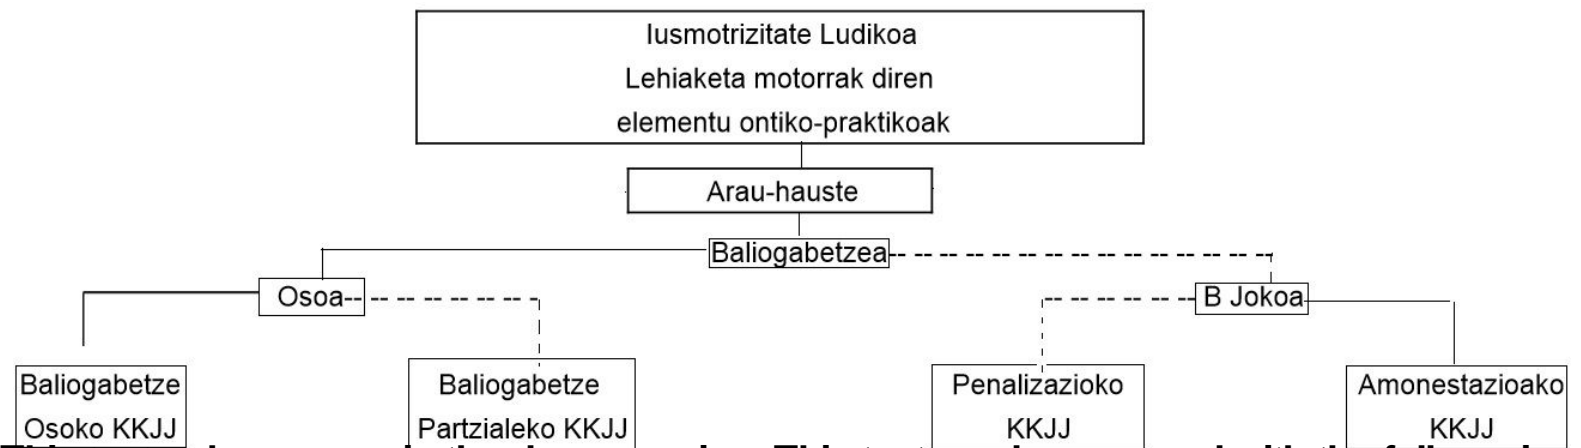 Iusmotrizitate Ludikoa
Lehiaketa motorrak diren
elementu ontiko-praktikoak
Arau-hauste
Baliogabetzea
Osoa
B Jokoa
Baliogabetze
Osoko KKJJ
Baliogabetze
Partzialeko KKJJ
Penalizazioko
KKJJ
Amonestazioako
KKJJ